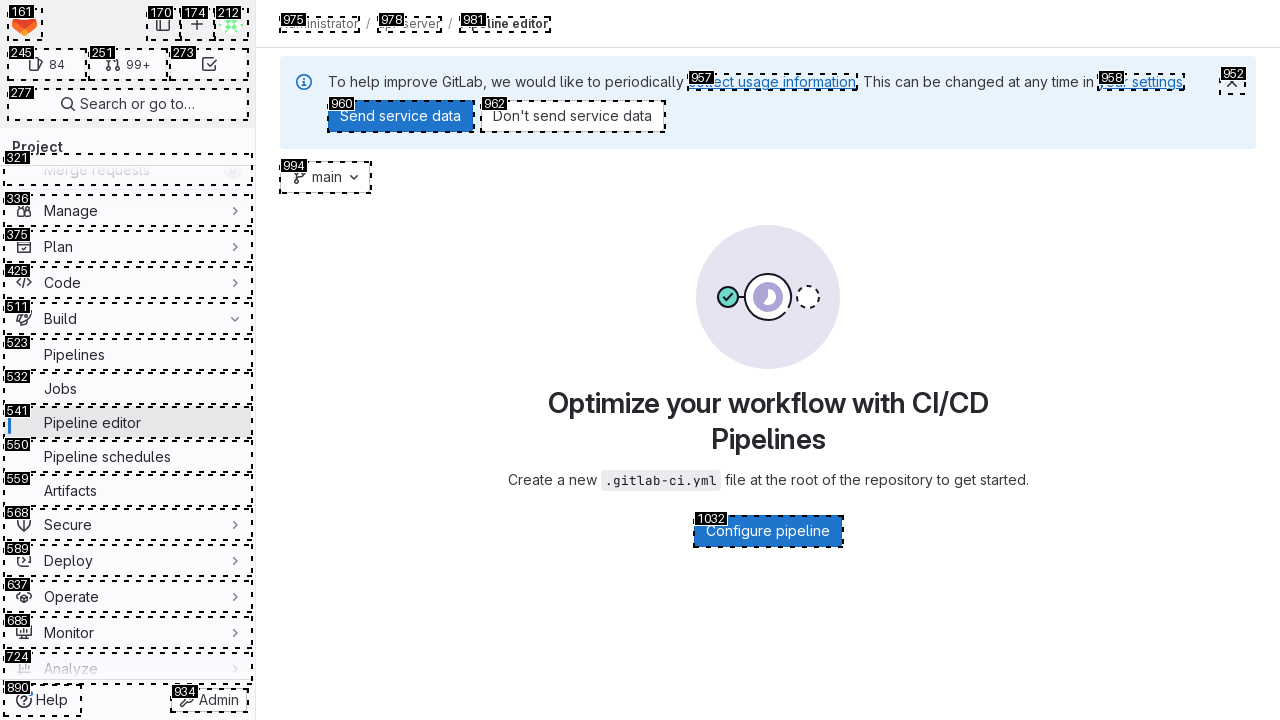 161
170
174
212
245
84
251
99+
273
277
Search or go to…
Project
321
Merge requests
336
Manage
375
Plan
425
Code
511
Build
523
Pipelines
532
Jobs
541
Pipeline editor
550
Pipeline schedules
559
Artifacts
568
Secure
589
Deploy
637
Operate
685
Monitor
724
Analyze
890
Help
934
Admin
975
/
978
server
/
981
editor
952
To help improve GitLab, we would like to periodically
957
usage information
. This can be changed at any time in
958
settings
.
960
Send service data
962
Don't send service data
994
main
Optimize your workflow with CI/CD
Pipelines
Create a new .gitlab-ci.yml file at the root of the repository to get started.
1032
Configure pipeline